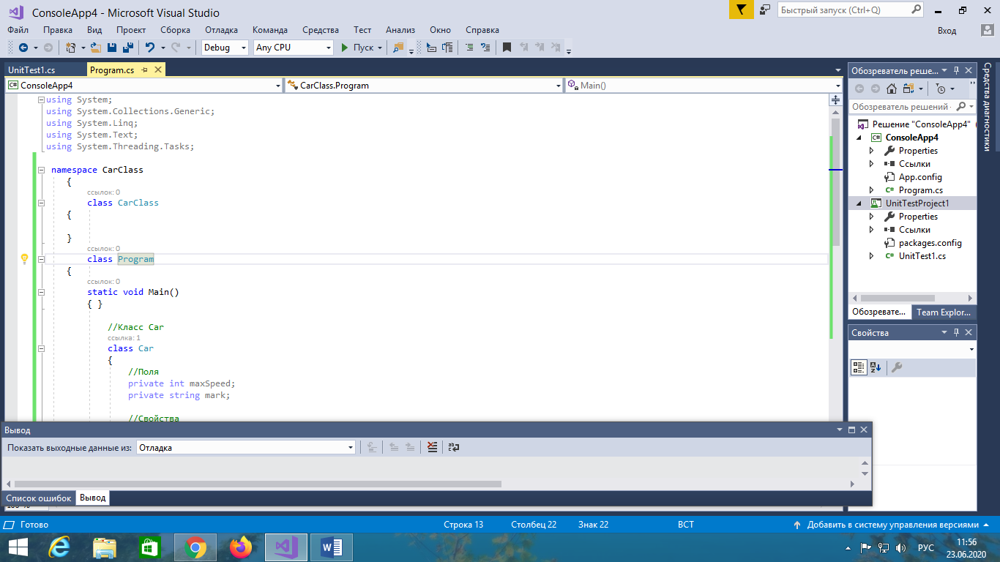 ConsoleApp4 - Microsoft Visual Studio
Быстрый запуск (Ctrl+Q)
Файл Правка Вид Проект Сборка Отладка Команда Средства Тест Анализ Окно Справка
Вход
Debug Any CPU Пуск
UnitTest1.cs Program.cs
ConsoleApp4 CarClass.Program Main()
using System;
using System.Collections.Generic;
using System.Linq;
using System.Text;
using System.Threading.Tasks;
namespace CarClass
{
ссылок: 0
class CarClass
{
}
ссылок: 0
class Program
{
ссылок: 0
static void Main()
{ }
//Класс Car
ссылка: 1
class Car
{
//Поля
private int maxSpeed;
private string mark;
//Свойства
Обозреватель реше...
Обозреватель решений
Решение "ConsoleApp4"
ConsoleApp4
Properties
Ссылки
App.config
Program.cs
UnitTestProject1
Properties
Ссылки
packages.config
UnitTest1.cs
Обозревате... Team Explor...
Свойства
Средства диагностики
Вывод
Показать выходные данные из: Отладка
Список ошибок Вывод
Готово Строка 13 Столбец 22 Знак 22 ВСТ Добавить в систему управления версиями
РУС
11:56
23.06.2020